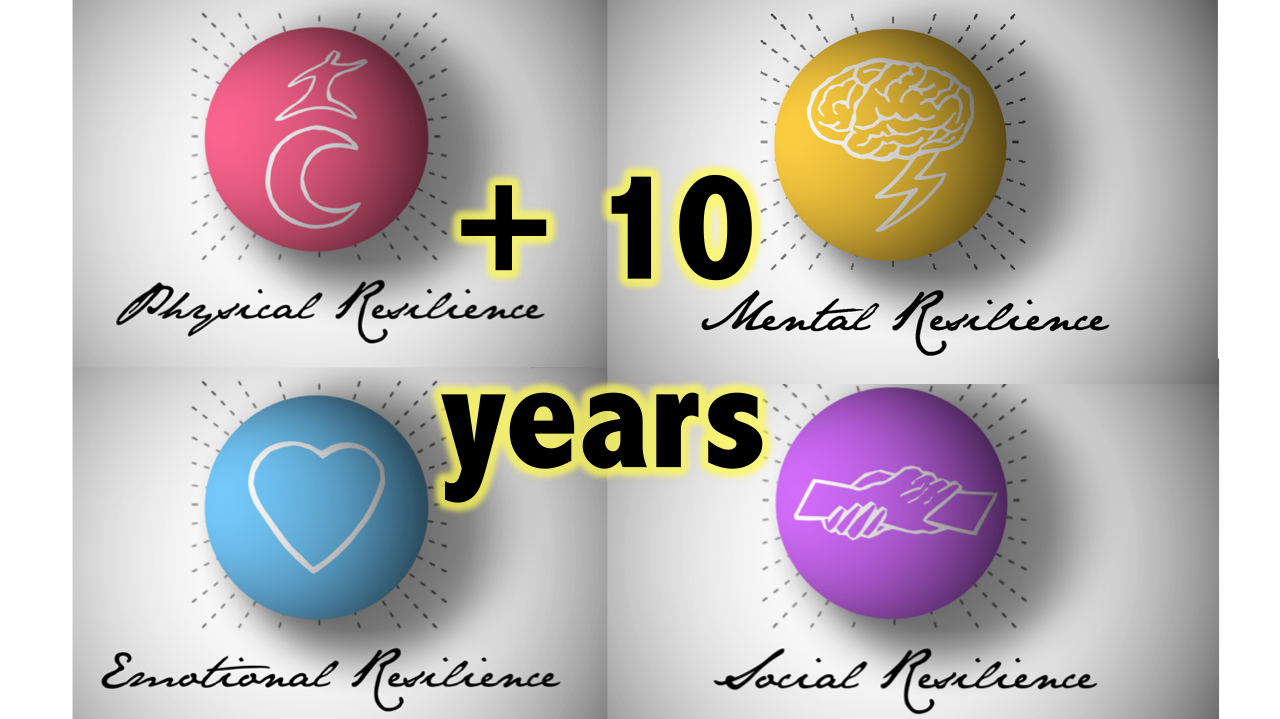 Physical Resilience
Mental Resilience
+ 10
years
Emotional Resilience
Social Resilience